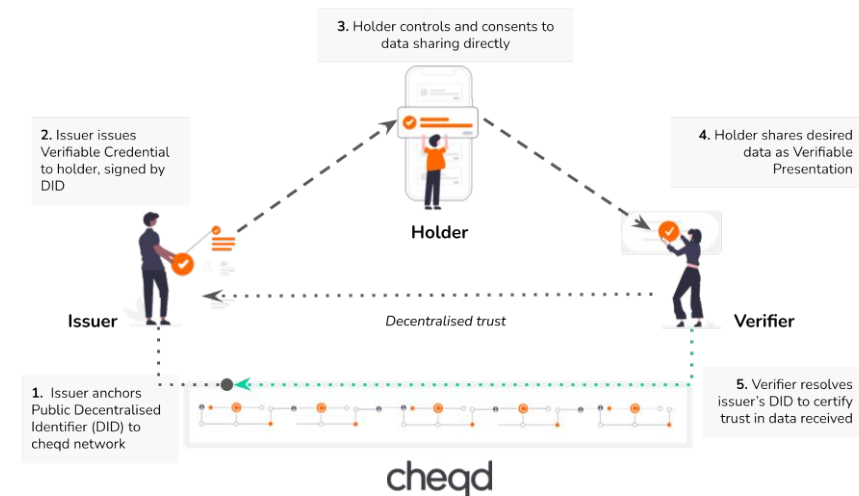 3. Holder controls and consents to
data sharing directly
2. Issuer issues
Verifiable Credential
to holder, signed by
DID
4. Holder shares desired
data as Verifiable
Presentation
Holder
Issuer
Decentralised trust
Verifier
1. Issuer anchors
Public Decentralised
Identifier (DID) to
cheqd network
5. Verifier resolves
issuer's DID to certify
trust in data received
cheqd